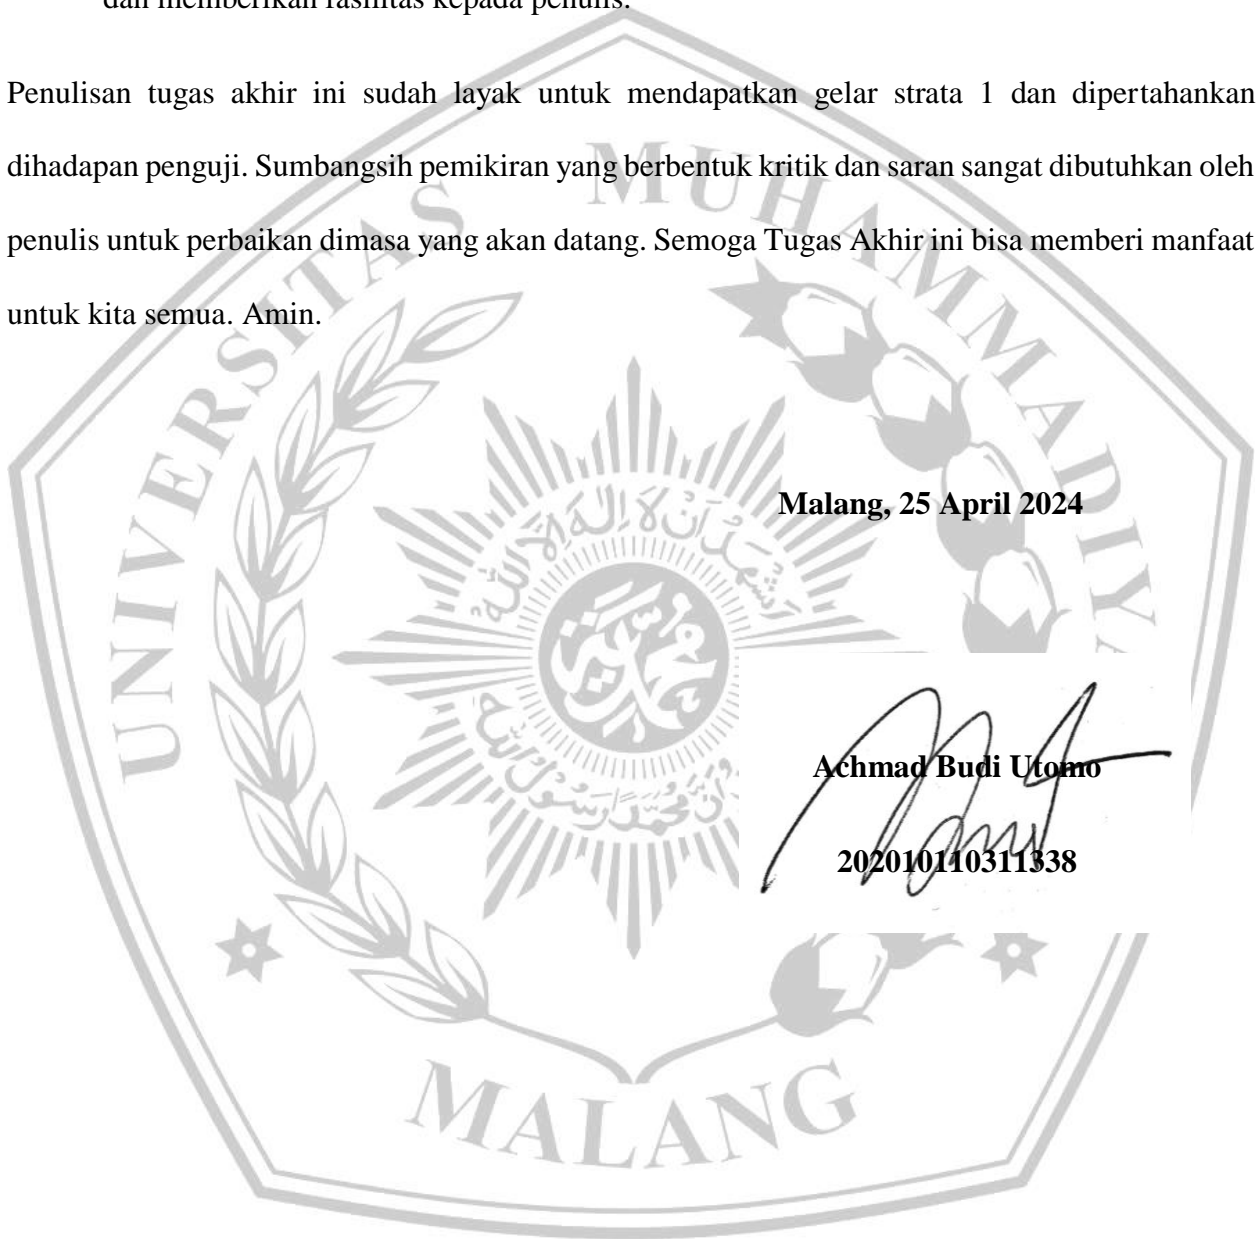 dan memberikan fasilitas kepada penulis.
Penulisan tugas akhir ini sudah layak untuk mendapatkan gelar strata 1 dan dipertahankan
dihadapan penguji. Sumbangsih pemikiran yang berbentuk kritik dan saran sangat dibutuhkan oleh
penulis untuk perbaikan dimasa yang akan datang. Semoga Tugas Akhir ini bisa memberi manfaat
untuk kita semua. Amin.
Malang, 25 April 2024
Achmad Budi Utomo
202010110311338
UNIVERSITAS MUHAMMADIYA
MALANG